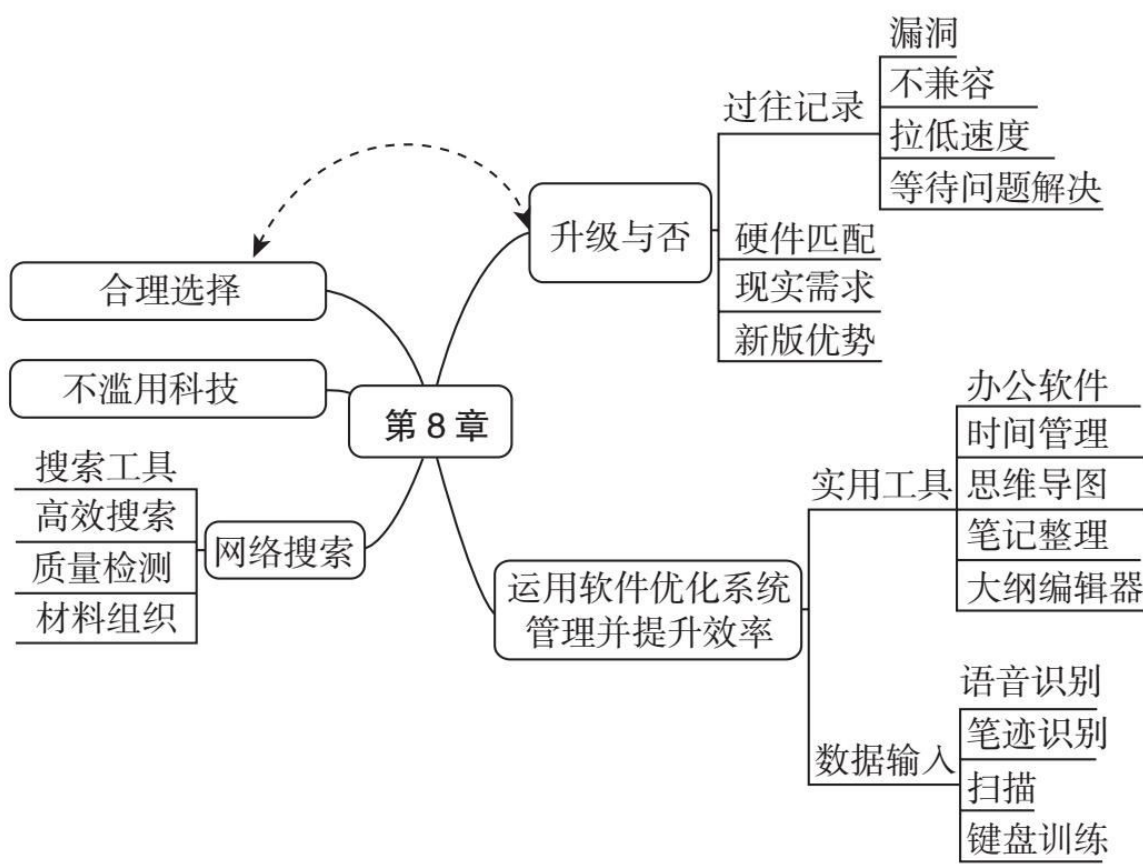 第8章
升级与否
过往记录
漏洞
不兼容
拉低速度
等待问题解决
硬件匹配
现实需求
新版优势
运用软件优化系统
管理并提升效率
实用工具
办公软件
时间管理
思维导图
笔记整理
大纲编辑器
数据输入
语音识别
笔迹识别
扫描
键盘训练
合理选择
不滥用科技
网络搜索
搜索工具
高效搜索
质量检测
材料组织